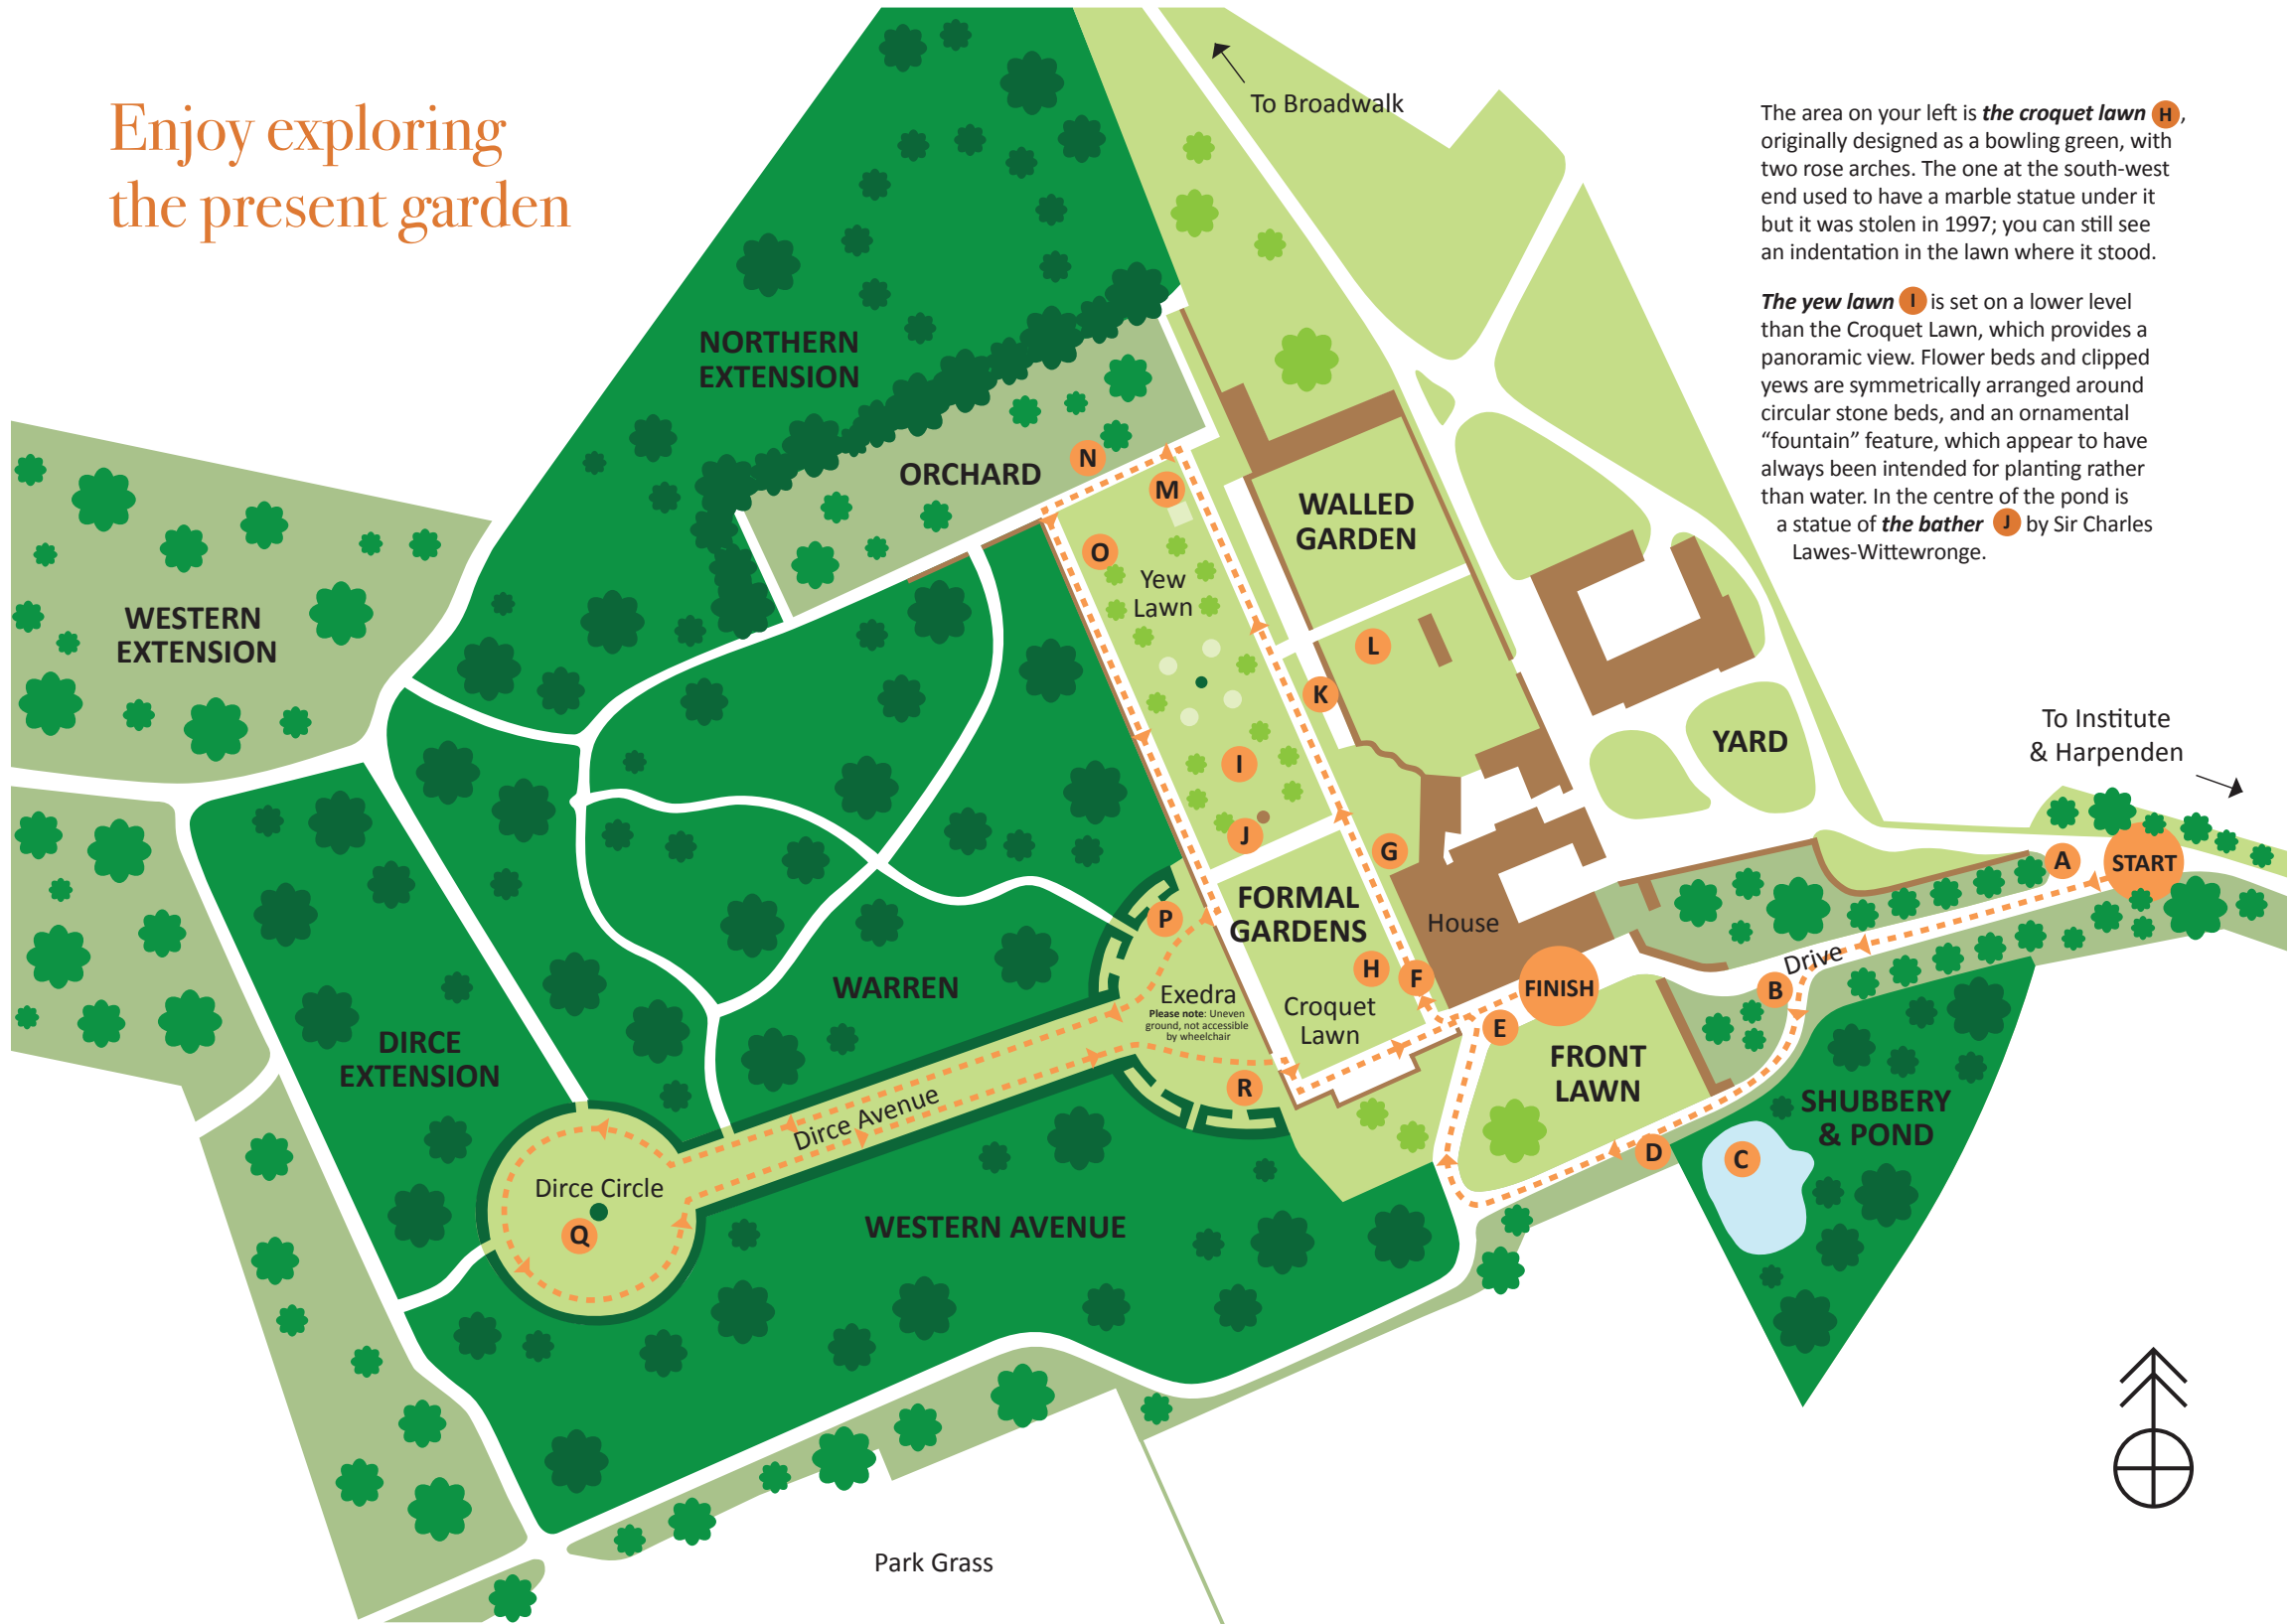 Enjoy exploring
the present garden
To Broadwalk
The area on your left is the croquet lawn H,
originally designed as a bowling green, with
two rose arches. The one at the south-west
end used to have a marble statue under it
but it was stolen in 1997; you can still see
an indentation in the lawn where it stood.
The yew lawn I is set on a lower level
than the Croquet Lawn, which provides a
panoramic view. Flower beds and clipped
yews are symmetrically arranged around
circular stone beds, and an ornamental
“fountain” feature, which appear to have
always been intended for planting rather
than water. In the centre of the pond is
a statue of the bather J by Sir Charles
Lawes-Wittewronge.
NORTHERN
EXTENSION
ORCHARD
N
M
O
Yew
Lawn
WALLED
GARDEN
L
K
WESTERN
EXTENSION
I
J
G
YARD
To Institute
& Harpenden
A
START
FORMAL
GARDENS
House
P
H
F
Exedra
Please note: Uneven
ground, not accessible
by wheelchair
Croquet
Lawn
FINISH
E
Drive
B
WARREN
DIRCE
EXTENSION
FRONT
LAWN
R
D
SHUBBERY
& POND
C
Dirce Avenue
Dirce Circle
Q
WESTERN AVENUE
Park Grass